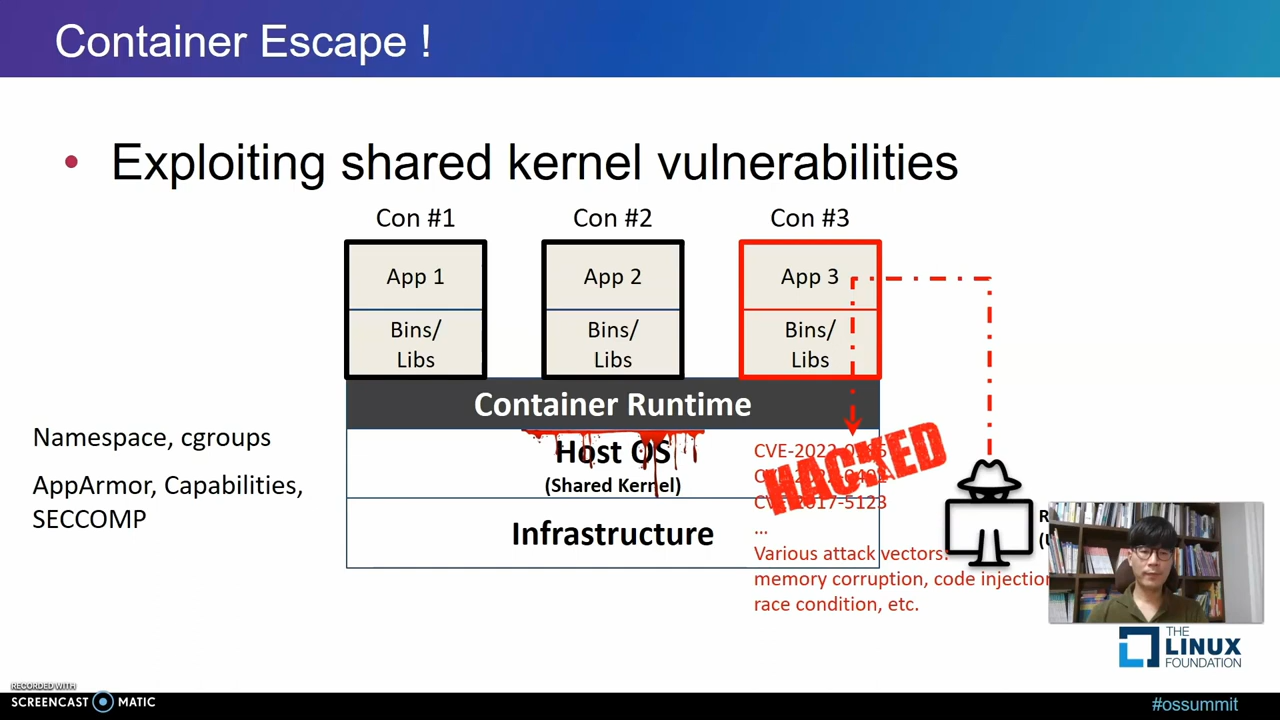 Container Escape !
• Exploiting shared kernel vulnerabilities
Con #1
Con #2
Con #3
App 1
App 2
App 3
Bins/
Libs
Bins/
Libs
Bins/
Libs
Container Runtime
Host OS
(Shared Kernel)
Infrastructure
Namespace, cgroups
AppArmor, Capabilities,
SECCOMP
HACKED
...
Various attack vectors:
memory corruption, code injection
race condition, etc.
THE
LINUX
FOUNDATION
RECORDED WITH
SCREENCAST MATIC
#ossummit